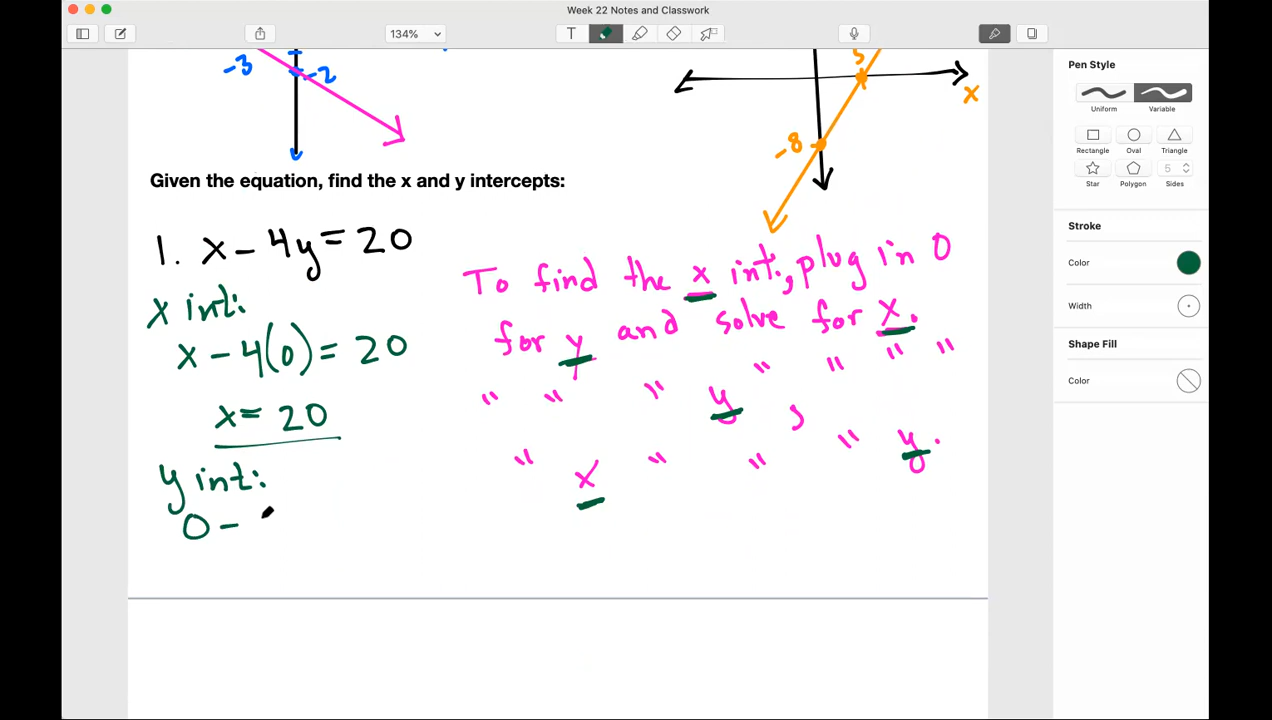 Week 22 Notes and Classwork
134%
T
-3
-2
5
-8
x
Given the equation, find the x and y intercepts:
1. x - 4y = 20
x int:
x - 4(0) = 20
x = 20
y int:
0 -
To find the x int., plug in 0
for y and solve for x.
" " " y , " " " "
" x " " " y.
Pen Style
Uniform
Variable
Rectangle
Oval
Triangle
Star
Polygon
5
Sides
Stroke
Color
Width
Shape Fill
Color